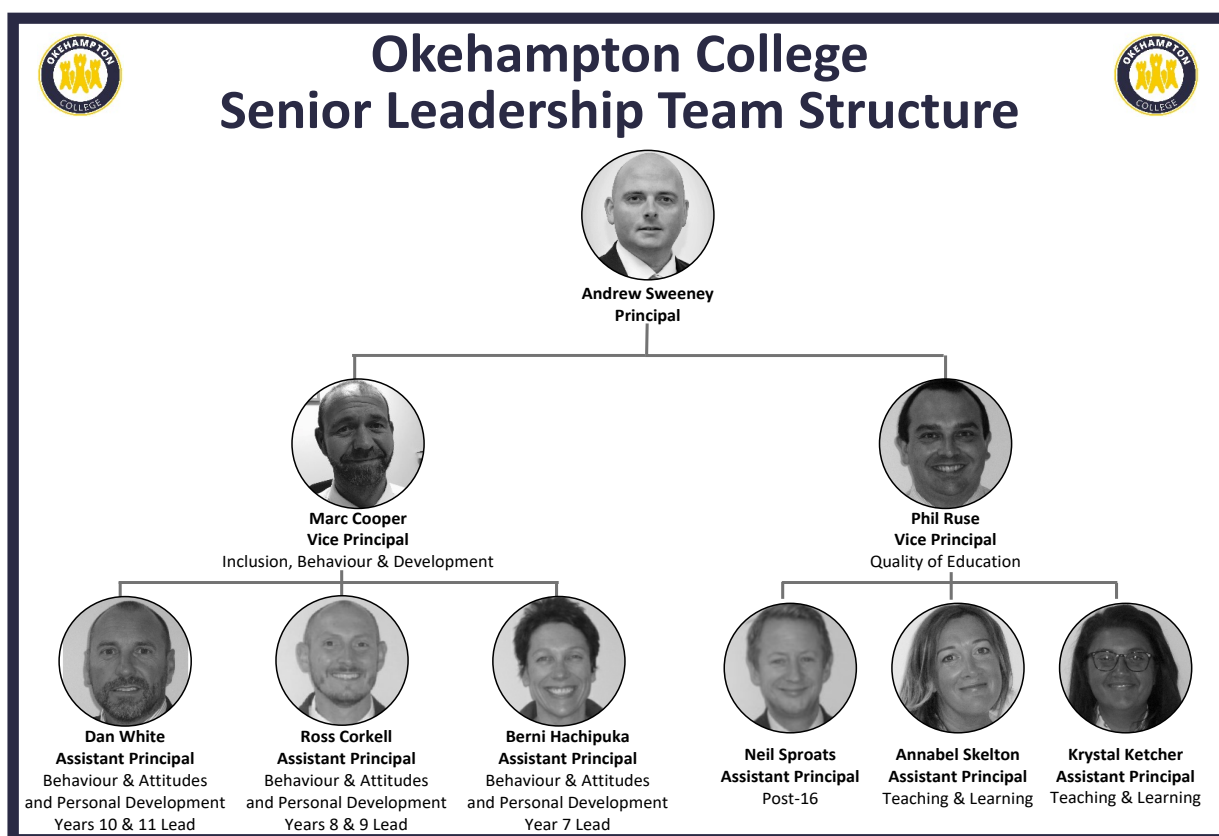 OKEHAMPTON
COLLEGE
Okehampton College
Senior Leadership Team Structure
OKEHAMPTON
COLLEGE
Andrew Sweeney
Principal
Marc Cooper
Vice Principal
Inclusion, Behaviour & Development
Phil Ruse
Vice Principal
Quality of Education
Dan White
Assistant Principal
Behaviour & Attitudes
and Personal Development
Years 10 & 11 Lead
Ross Corkell
Assistant Principal
Behaviour & Attitudes
and Personal Development
Years 8 & 9 Lead
Berni Hachipuka
Assistant Principal
Behaviour & Attitudes
and Personal Development
Year 7 Lead
Neil Sproats
Assistant Principal
Post-16
Annabel Skelton
Assistant Principal
Teaching & Learning
Krystal Ketcher
Assistant Principal
Teaching & Learning